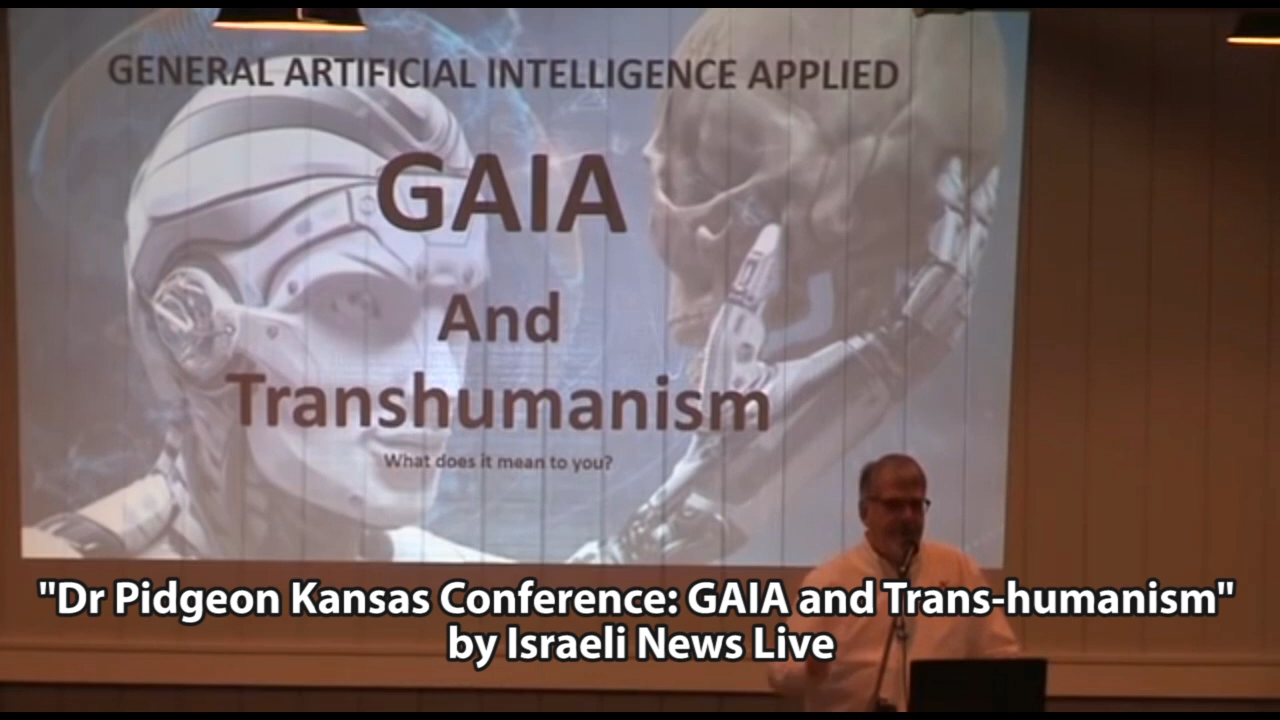 GENERAL ARTIFICIAL INTELLIGENCE APPLIED
GAIA
And
Transhumanism
What does it mean to you?
"Dr Pidgeon Kansas Conference: GAIA and Trans-humanism"
by Israeli News Live